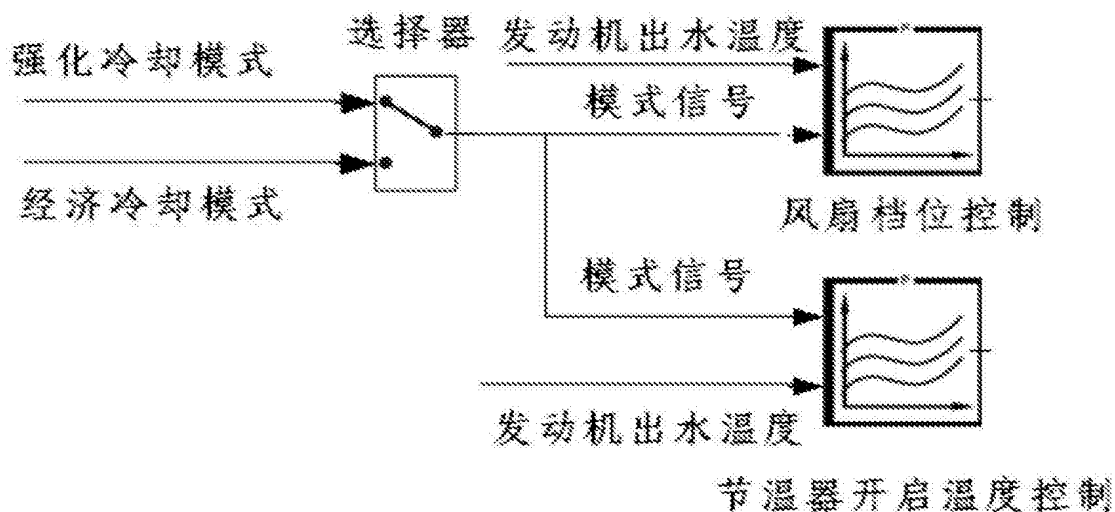 选择器
发动机出水温度
强化冷却模式
模式信号
经济冷却模式
风扇档位控制
模式信号
发动机出水温度
节温器开启温度控制